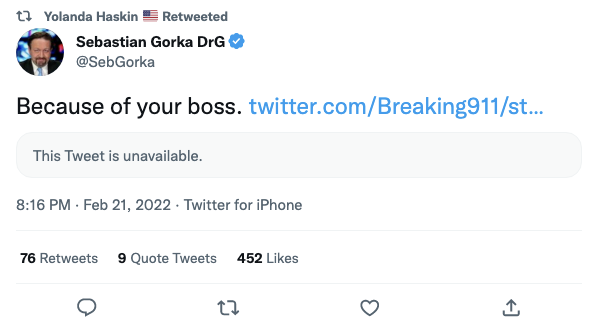 Yolanda Haskin 🇺🇸 Retweeted
Sebastian Gorka DrG
@SebGorka
Because of your boss. twitter.com/Breaking911/st...
This Tweet is unavailable.
8:16 PM · Feb 21, 2022 · Twitter for iPhone
76 Retweets 9 Quote Tweets 452 Likes